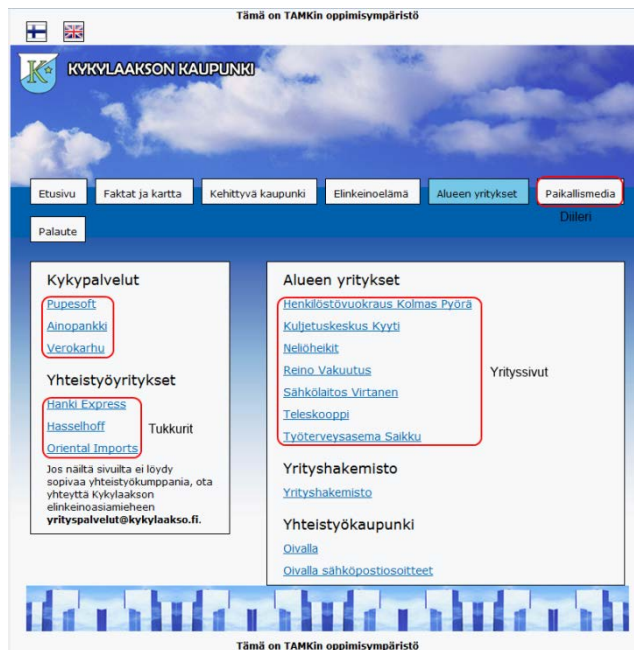 Tämä on TAMKin oppimisympäristö
K
KYKYLAAKSON KAUPUNKI
Etusivu
Faktat ja kartta
Kehittyvä kaupunki
Elinkeinoelämä
Alueen yritykset
Paikallismedia
Diileri
Palaute
Kykypalvelut
Pupesoft
Ainopankki
Verokarhu
Yhteistyöyritykset
Hanki Express
Hasselhoff
Tukkurit
Oriental Imports
Jos näiltä sivuilta ei löydy
sopivaa yhteistyökumppania, ota
yhteyttä Kykylaakson
elinkeinoasiamieheen
yrityspalvelut@kykylaakso.fi.
Alueen yritykset
Henkilöstövuokraus Kolmas Pyörä
Kuljetuskeskus Kyyti
Neliöheikit
Reino Vakuutus
Yrityssivut
Sähkölaitos Virtanen
Teleskooppi
Työterveysasema Saikku
Yrityshakemisto
Yrityshakemisto
Yhteistyökaupunki
Oivalla
Oivalla sähköpostiosoitteet
Tämä on TAMKin oppimisympäristö